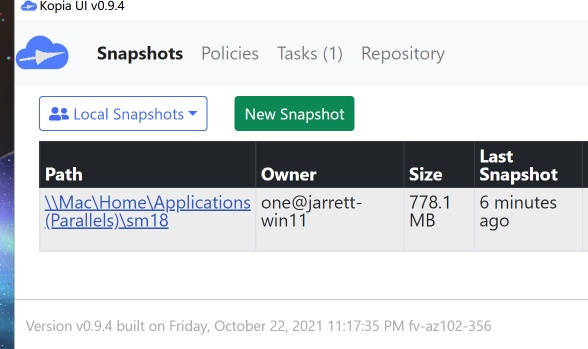 Kopia UI v0.9.4
Snapshots Policies Tasks (1) Repository
Local Snapshots New Snapshot
Path Owner Size Last Snapshot
\\Mac\Home\Applications (Parallels)\sm18 one@jarrett-win11 778.1 MB 6 minutes ago
Version v0.9.4 built on Friday, October 22, 2021 11:17:35 PM fv-az102-356